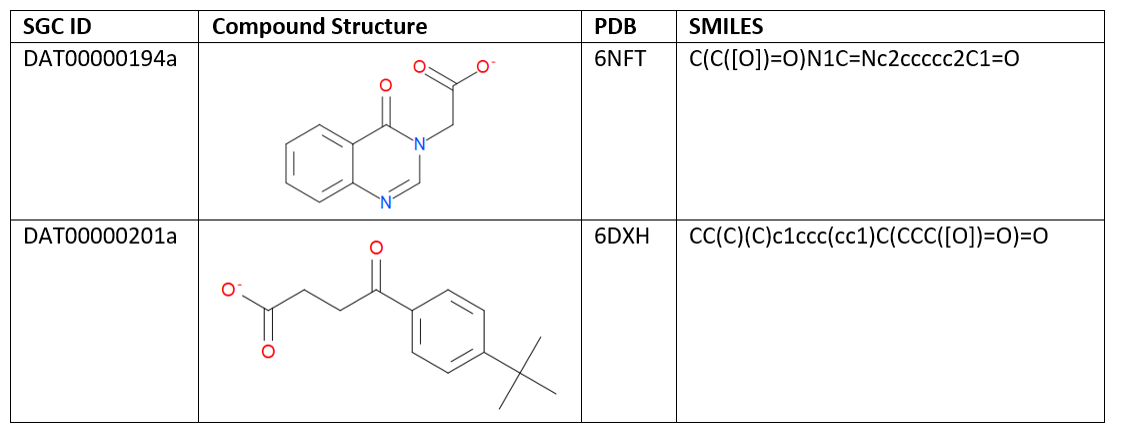 SGC ID Compound Structure PDB SMILES
DAT00000194a 6NFT C(C([O])=O)N1C=Nc2ccccc2C1=O
O O⁻
O
N
N
DAT00000201a 6DXH CC(C)(C)c1ccc(cc1)C(CCC([O])=O)=O
O
O⁻
O